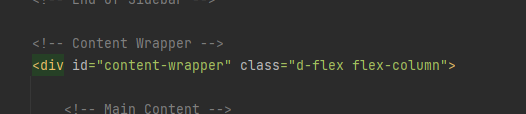 <!-- End of Sidebar -->
<!-- Content Wrapper -->
<div id="content-wrapper" class="d-flex flex-column">
<!-- Main Content -->